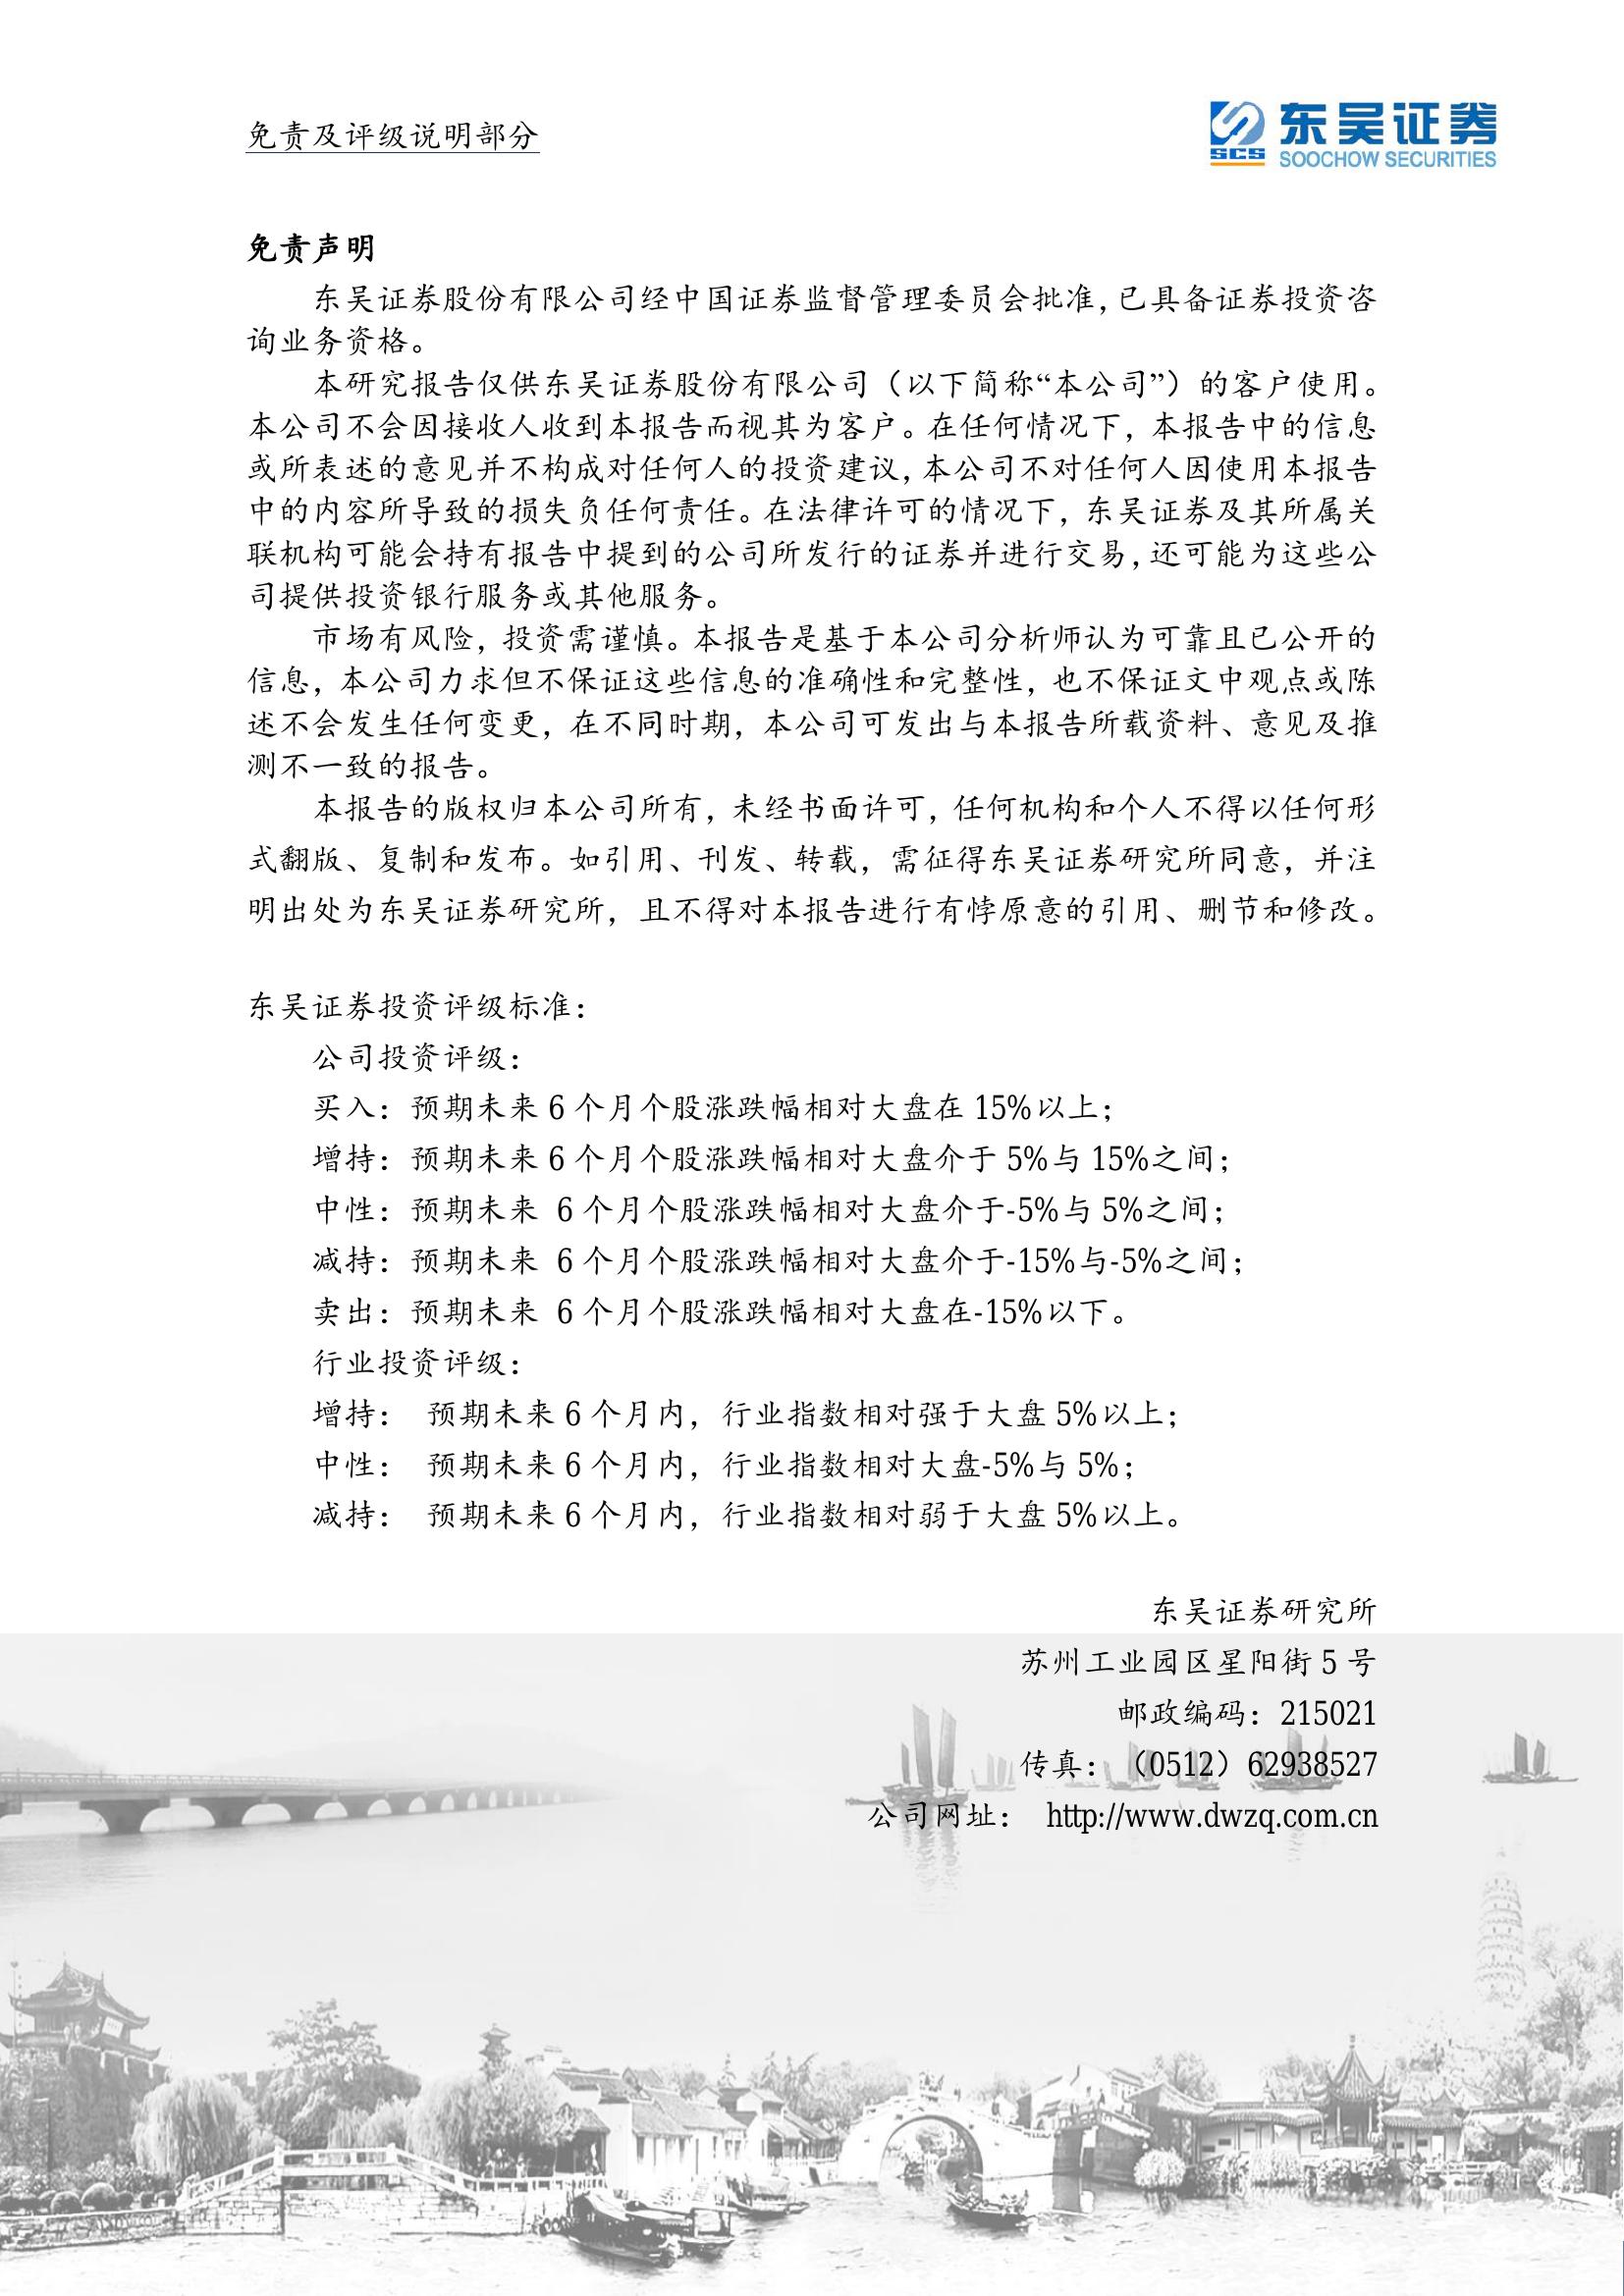 免责及评级说明部分
SCS 东吴证券
SOOCHOW SECURITIES
免责声明
东吴证券股份有限公司经中国证券监督管理委员会批准，已具备证券投资咨
询业务资格。
本研究报告仅供东吴证券股份有限公司（以下简称“本公司”）的客户使用。
本公司不会因接收人收到本报告而视其为客户。在任何情况下，本报告中的信息
或所表述的意见并不构成对任何人的投资建议，本公司不对任何人因使用本报告
中的内容所导致的损失负任何责任。在法律许可的情况下，东吴证券及其所属关
联机构可能会持有报告中提到的公司所发行的证券并进行交易，还可能为这些公
司提供投资银行服务或其他服务。
市场有风险，投资需谨慎。本报告是基于本公司分析师认为可靠且已公开的
信息，本公司力求但不保证这些信息的准确性和完整性，也不保证文中观点或陈
述不会发生任何变更，在不同时期，本公司可发出与本报告所载资料、意见及推
测不一致的报告。
本报告的版权归本公司所有，未经书面许可，任何机构和个人不得以任何形
式翻版、复制和发布。如引用、刊发、转载，需征得东吴证券研究所同意，并注
明出处为东吴证券研究所，且不得对本报告进行有悖原意的引用、删节和修改。
东吴证券投资评级标准：
公司投资评级：
买入：预期未来 6 个月个股涨跌幅相对大盘在 15%以上；
增持：预期未来 6 个月个股涨跌幅相对大盘介于 5%与 15%之间；
中性：预期未来 6 个月个股涨跌幅相对大盘介于-5%与 5%之间；
减持：预期未来 6 个月个股涨跌幅相对大盘介于-15%与-5%之间；
卖出：预期未来 6 个月个股涨跌幅相对大盘在-15%以下。
行业投资评级：
增持： 预期未来 6 个月内，行业指数相对强于大盘 5%以上；
中性： 预期未来 6 个月内，行业指数相对大盘-5%与 5%；
减持： 预期未来 6 个月内，行业指数相对弱于大盘 5%以上。
东吴证券研究所
苏州工业园区星阳街 5 号
邮政编码：215021
传真：（0512）62938527
公司网址： http://www.dwzq.com.cn